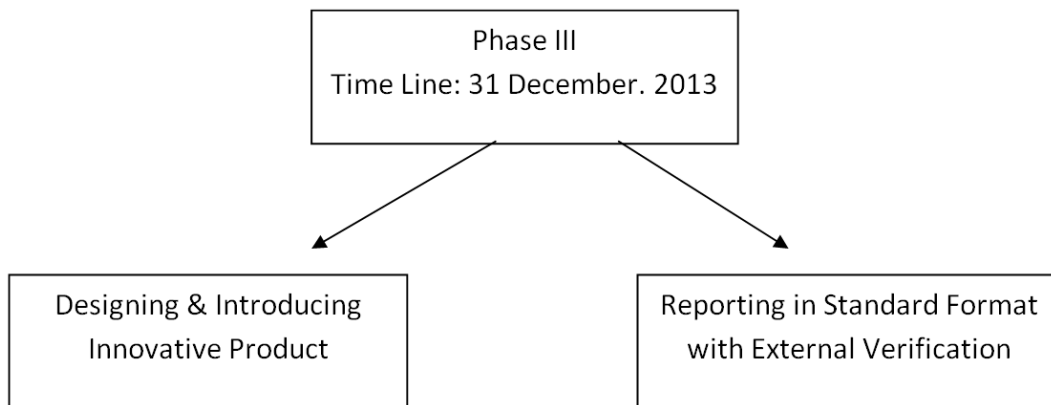 Phase III
Time Line: 31 December. 2013
Designing & Introducing
Innovative Product
Reporting in Standard Format
with External Verification